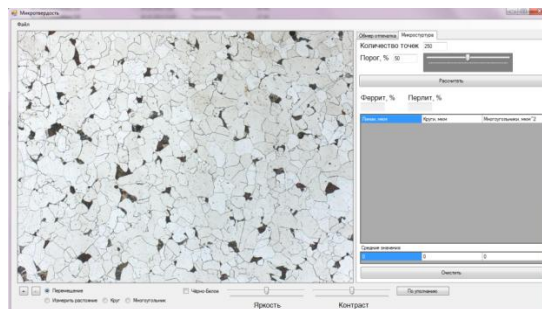 Микротвердость
Файл
Обмер отпечатка Микроструктура
Количество точек 250
Порог, % 50
Рассчитать
Феррит, % Перлит, %
Линии, мкм Круги, мкм Многоугольники, мкм^2
Средние значения
0 0 0
Очистить
Перемещение Черно-белое По умолчанию
Измерить расстояние Круг Многоугольник
Яркость Контраст